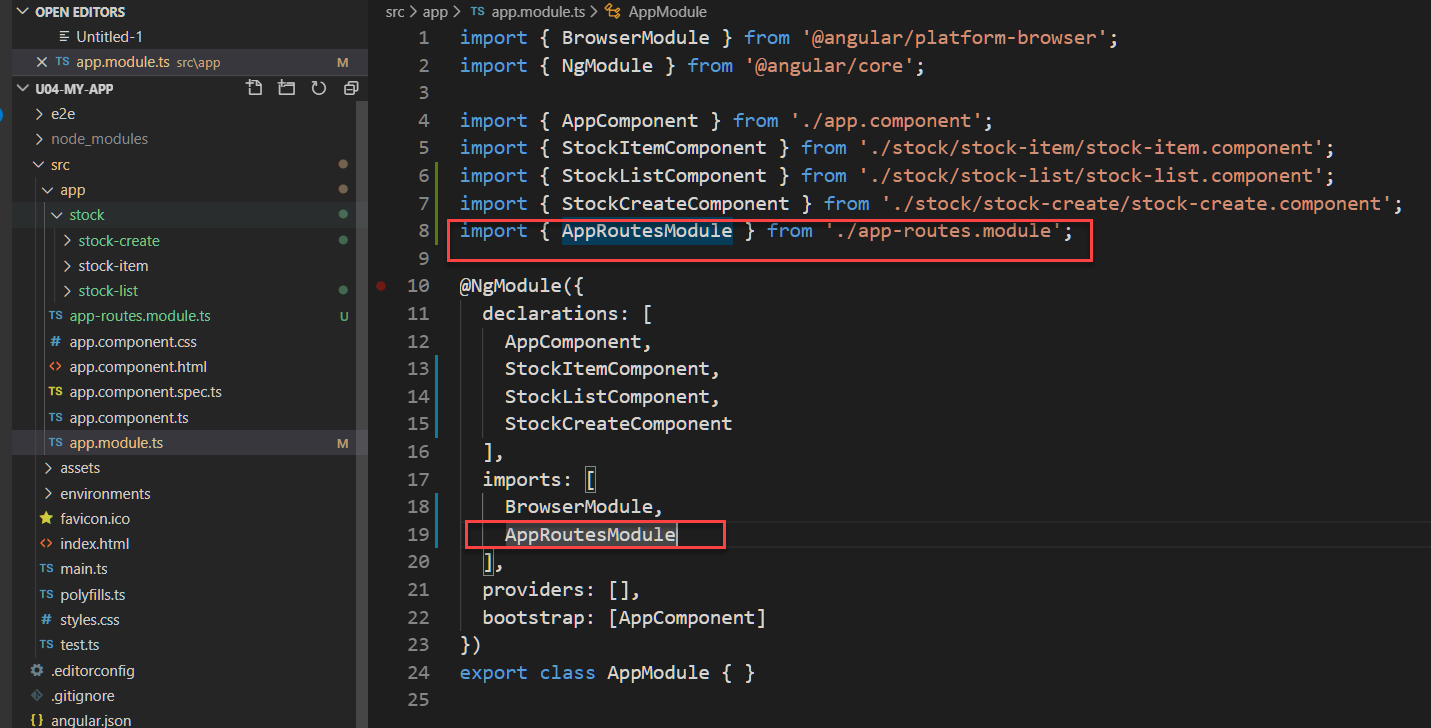 OPEN EDITORS
Untitled-1
TS app.module.ts src\app M
U04-MY-APP
e2e
node_modules
src
app
stock
stock-create
stock-item
stock-list
TS app-routes.module.ts U
# app.component.css
<> app.component.html
TS app.component.spec.ts
TS app.component.ts
TS app.module.ts M
assets
environments
favicon.ico
<> index.html
TS main.ts
TS polyfills.ts
# styles.css
TS test.ts
.editorconfig
.gitignore
{} angular.json
src > app > TS app.module.ts > AppModule
1 import { BrowserModule } from '@angular/platform-browser';
2 import { NgModule } from '@angular/core';
3
4 import { AppComponent } from './app.component';
5 import { StockItemComponent } from './stock/stock-item/stock-item.component';
6 import { StockListComponent } from './stock/stock-list/stock-list.component';
7 import { StockCreateComponent } from './stock/stock-create/stock-create.component';
8 import { AppRoutesModule } from './app-routes.module';
9
10 @NgModule({
11 declarations: [
12 AppComponent,
13 StockItemComponent,
14 StockListComponent,
15 StockCreateComponent
16 ],
17 imports: [
18 BrowserModule,
19 AppRoutesModule
20 ],
21 providers: [],
22 bootstrap: [AppComponent]
23 })
24 export class AppModule { }
25